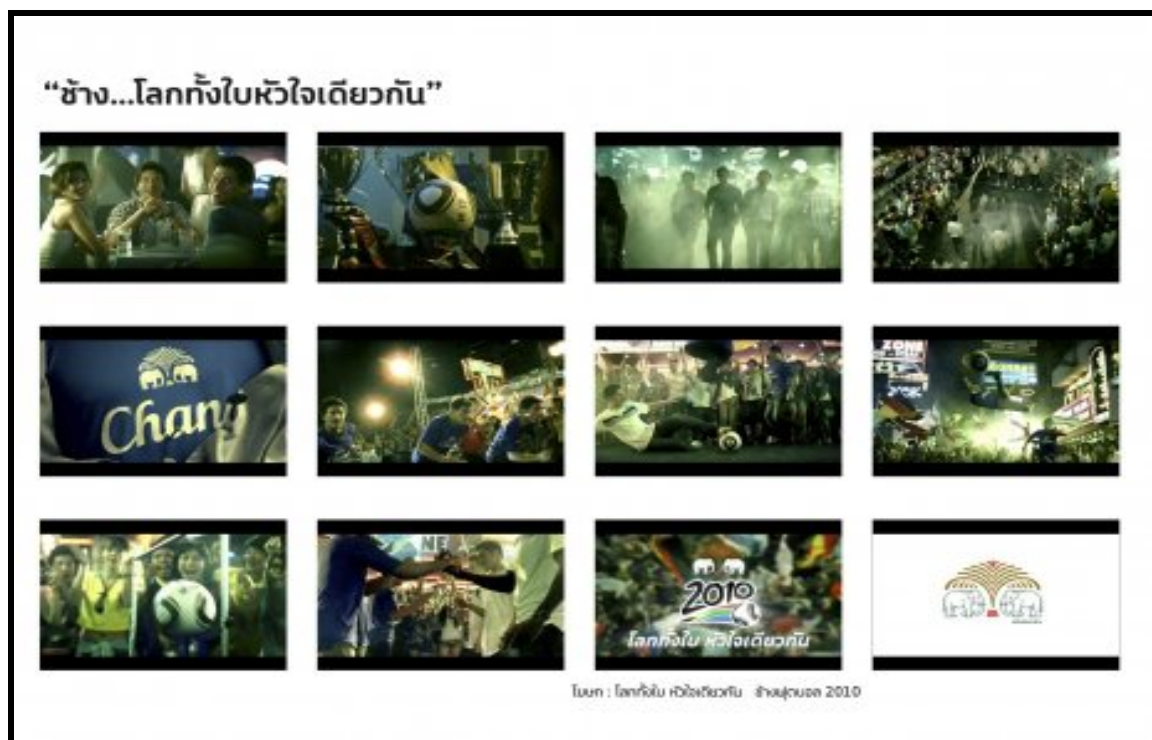 “ช้าง...โลกทั้งใบหัวใจเดียวกัน”
ZONE
Chang
NE
2010
โลกทั้งใบ หัวใจเดียวกัน
โฆษก : โลกทั้งใบ หัวใจเดียวกัน ช้างฟุตบอล 2010